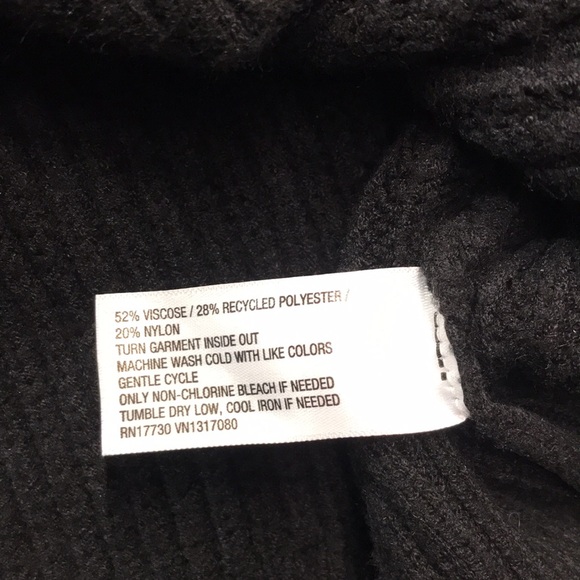 52% VISCOSE / 28% RECYCLED POLYESTER /
20% NYLON
TURN GARMENT INSIDE OUT
MACHINE WASH COLD WITH LIKE COLORS
GENTLE CYCLE
ONLY NON-CHLORINE BLEACH IF NEEDED
TUMBLE DRY LOW, COOL IRON IF NEEDED
RN17730 VN1317080